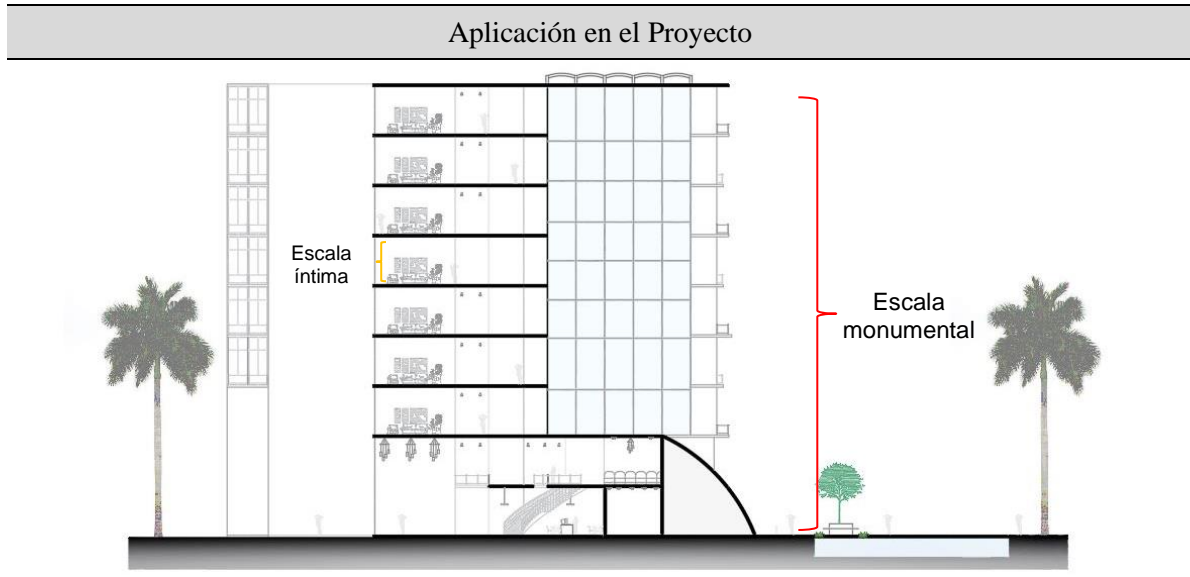 Aplicación en el Proyecto
Escala
íntima
Escala
monumental